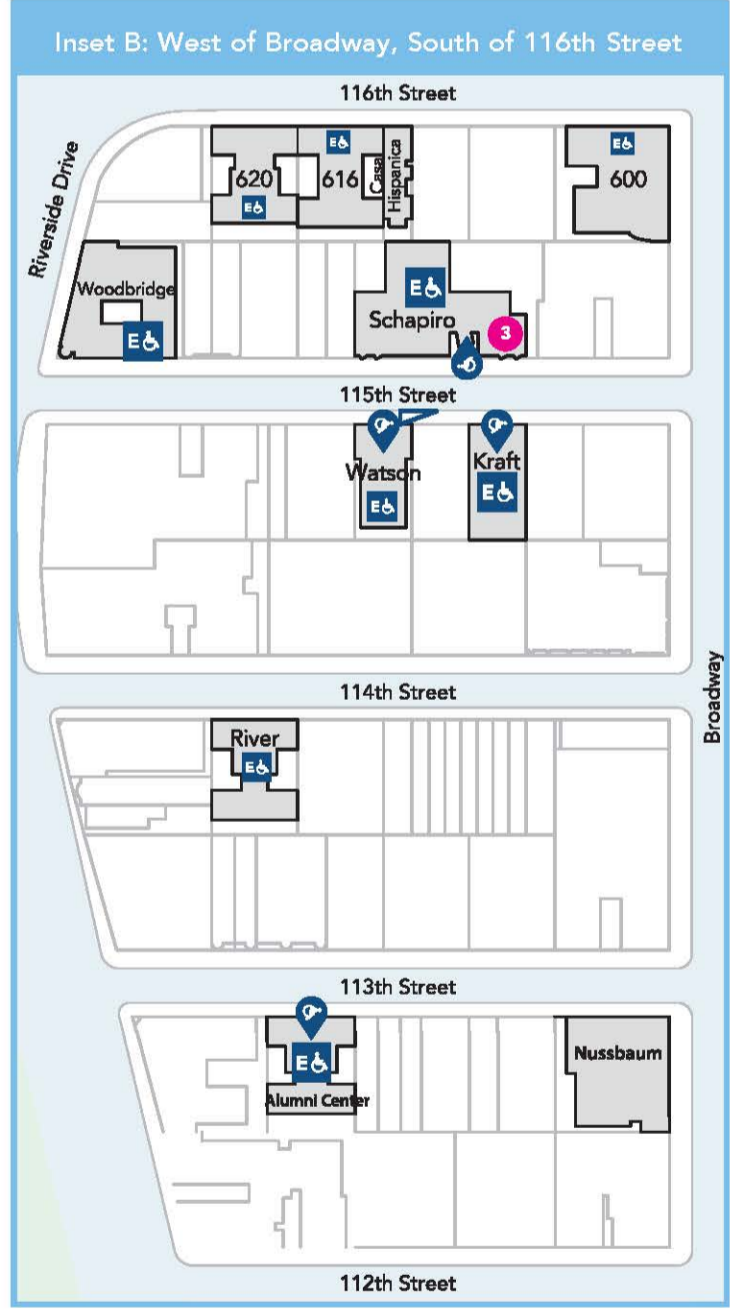 Inset B: West of Broadway, South of 116th Street
116th Street
Riverside Drive
620
E
616
E
Casa
Hispanica
600
E
Woodbridge
E
Schapiro
E
3
115th Street
Watson
E
Kraft
E
114th Street
Broadway
River
E
113th Street
E
Alumni Center
Nussbaum
112th Street